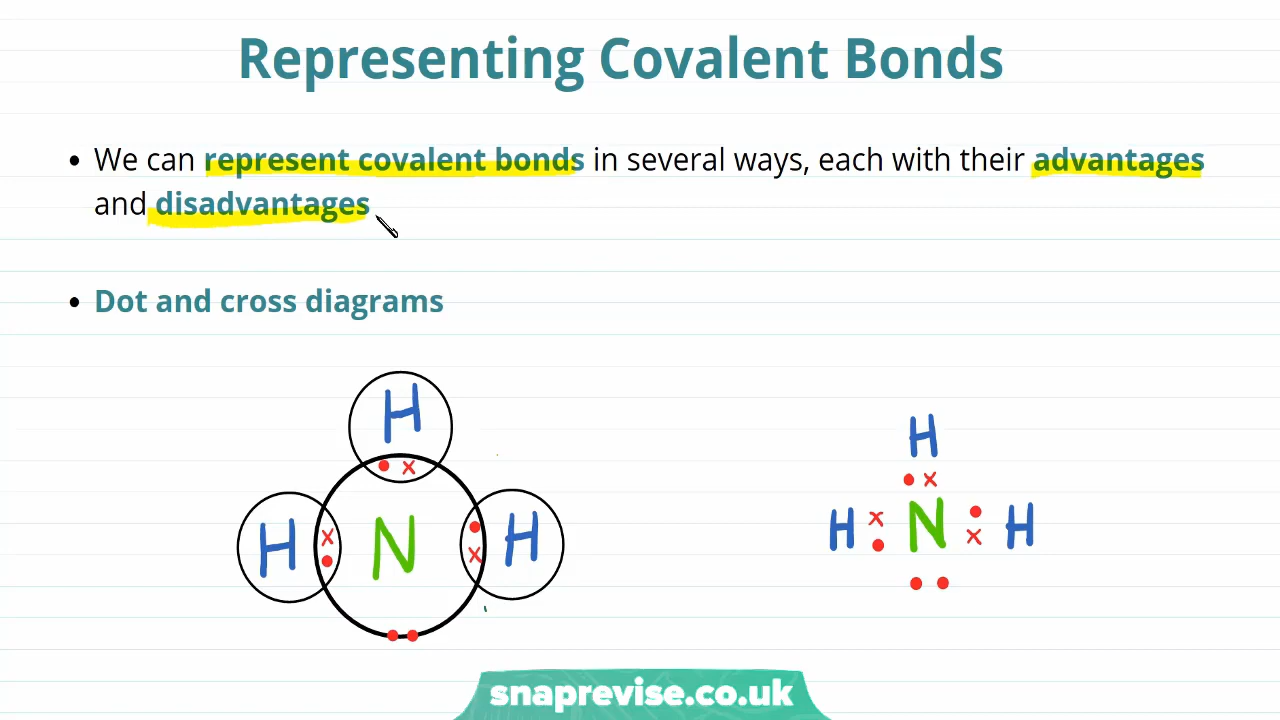 Representing Covalent Bonds
• We can represent covalent bonds in several ways, each with their advantages
and disadvantages
• Dot and cross diagrams
H
H N H
H
H N H
snaprevise.co.uk